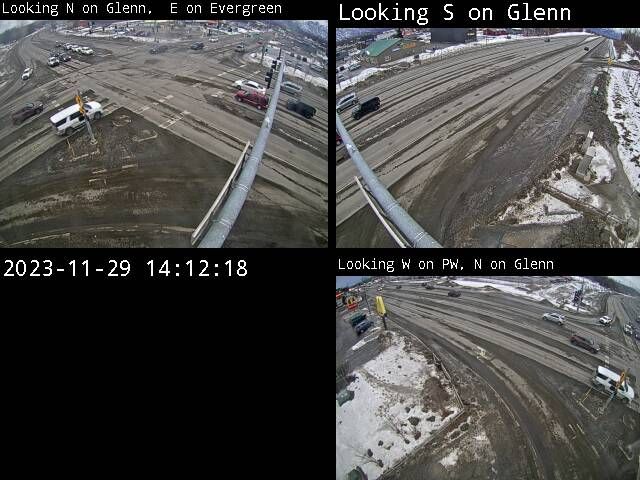 Looking N on Glenn, E on Evergreen
Looking S on Glenn
2023-11-29 14:12:18
Looking W on PW, N on Glenn